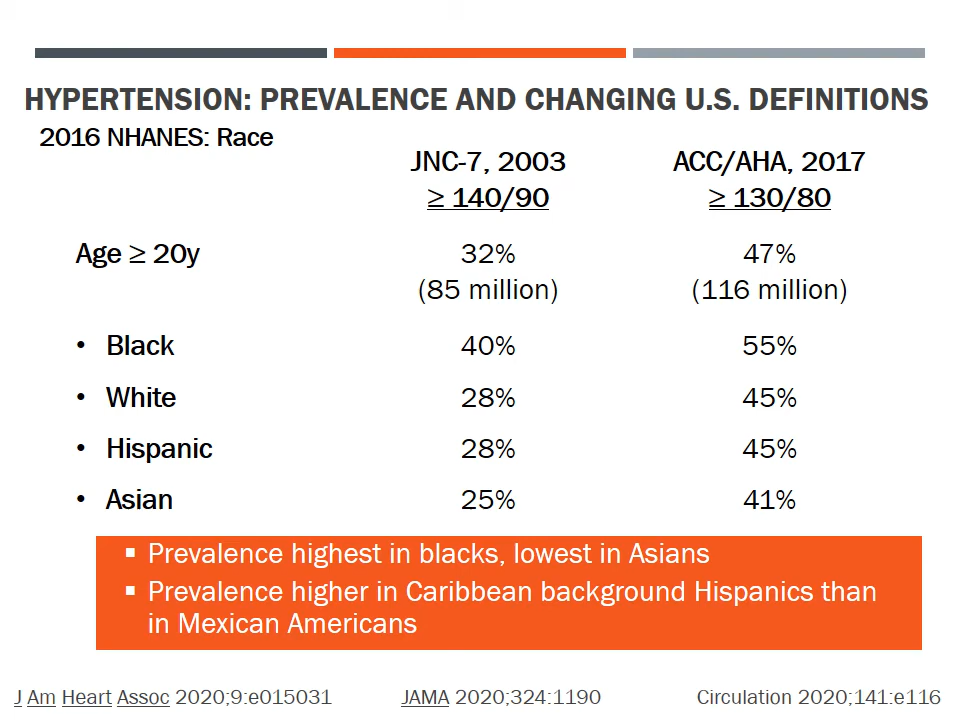 HYPERTENSION: PREVALENCE AND CHANGING U.S. DEFINITIONS
2016 NHANES: Race
JNC-7, 2003 ACC/AHA, 2017
≥ 140/90 ≥ 130/80
Age ≥ 20y 32% 47%
(85 million) (116 million)
• Black 40% 55%
• White 28% 45%
• Hispanic 28% 45%
• Asian 25% 41%
▪ Prevalence highest in blacks, lowest in Asians
▪ Prevalence higher in Caribbean background Hispanics than
in Mexican Americans
J Am Heart Assoc 2020;9:e015031 JAMA 2020;324:1190 Circulation 2020;141:e116